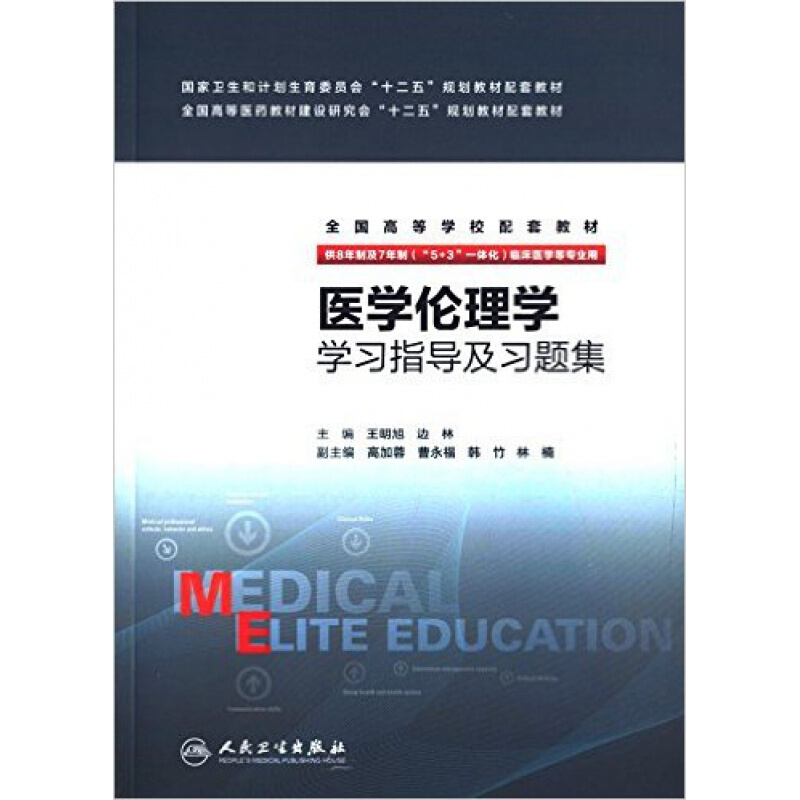 国家卫生和计划生育委员会“十二五”规划教材配套教材
全国高等医药教材建设研究会“十二五”规划教材配套教材
全国高等学校配套教材
供8年制及7年制（“5+3”一体化）临床医学等专业用
医学伦理学
学习指导及习题集
主 编 王明旭 边 林
副主编 高加蓉 曹永福 韩 竹 林 楠
Medical professional
Clinical Skills
MEDICAL
ELITE EDUCATION
Communication skills
人民卫生出版社
PEOPLE'S MEDICAL PUBLISHING HOUSE